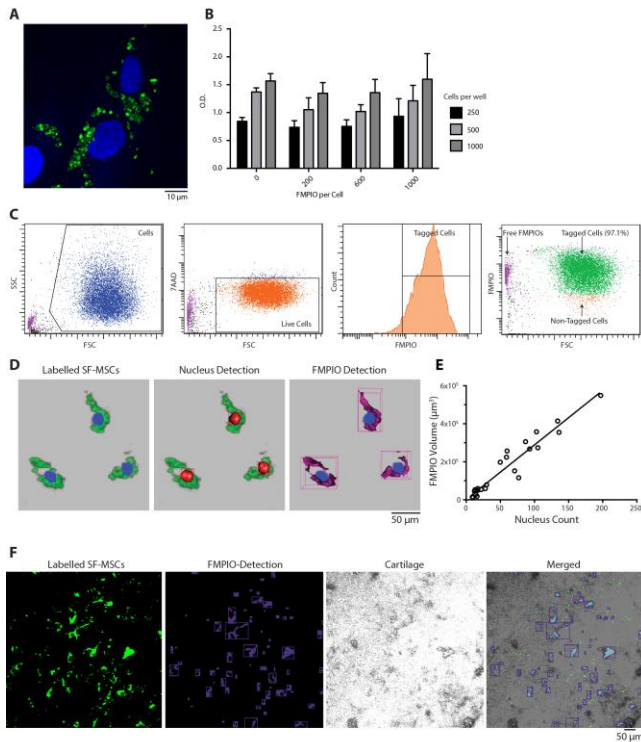 A
10 µm
B
O.D.
2.5
2.0
1.5
1.0
0.5
0.0
0
200
600
1000
FMPIO per Cell
Cells per well
250
500
1000
C
SSC
Cells
FSC
7AAD
Live Cells
FSC
Count
Tagged Cells
FMPIO
Free FMPIOs
Tagged Cells (97.1%)
FMPIO
Non-Tagged Cells
FSC
D
Labelled SF-MSCs
Nucleus Detection
FMPIO Detection
50 µm
E
FMPIO Volume (µm³)
4x10⁵
2x10⁵
0
0
50
100
150
200
250
Nucleus Count
F
Labelled SF-MSCs
FMPIO-Detection
Cartilage
Merged
50 µm